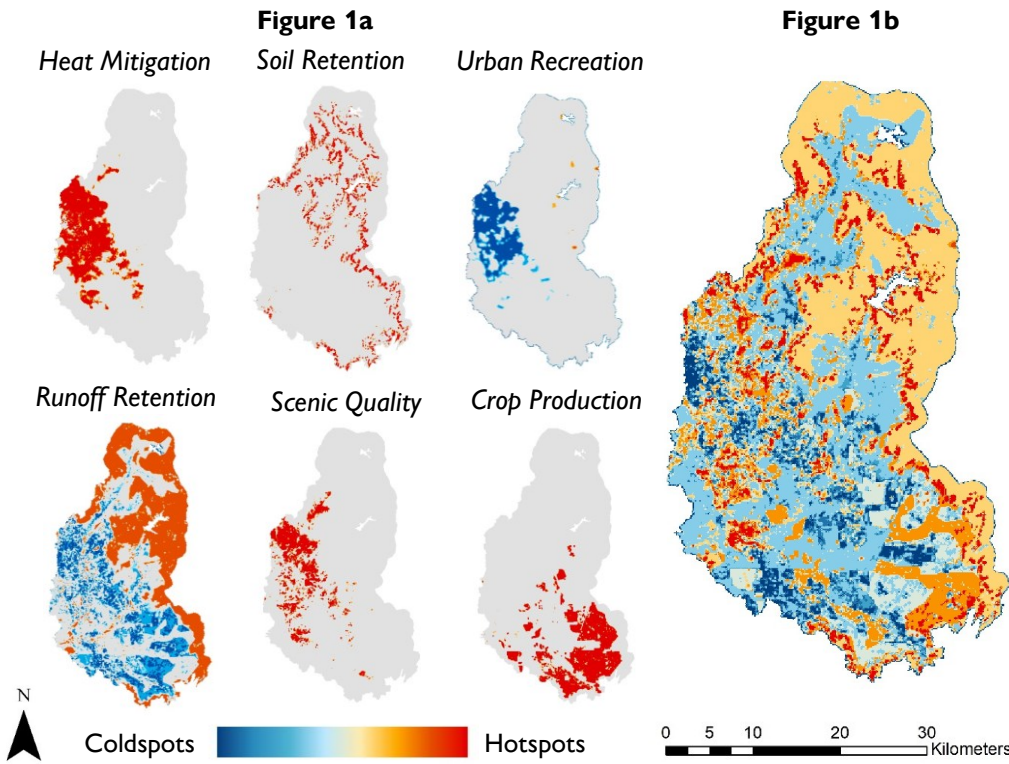 Figure 1a
Figure 1b
Heat Mitigation
Soil Retention
Urban Recreation
Runoff Retention
Scenic Quality
Crop Production
N
Coldspots
Hotspots
0 5 10 20 30
Kilometers